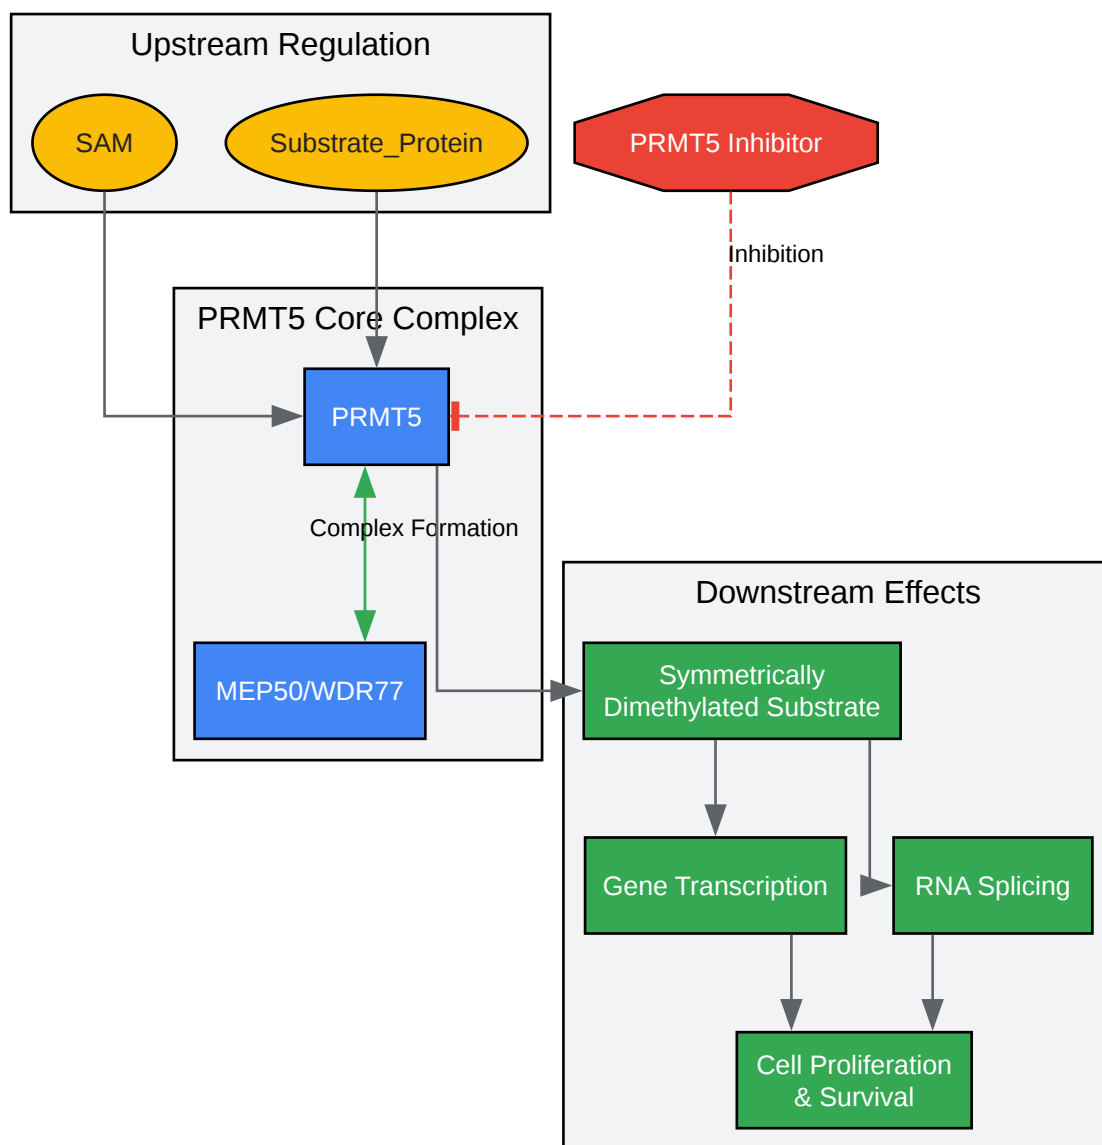 Upstream Regulation
SAM
Substrate_Protein
PRMT5 Inhibitor
Inhibition
PRMT5 Core Complex
PRMT5
Complex Formation
MEP50/WDR77
Downstream Effects
Symmetrically
Dimethylated Substrate
Gene Transcription
RNA Splicing
Cell Proliferation
& Survival